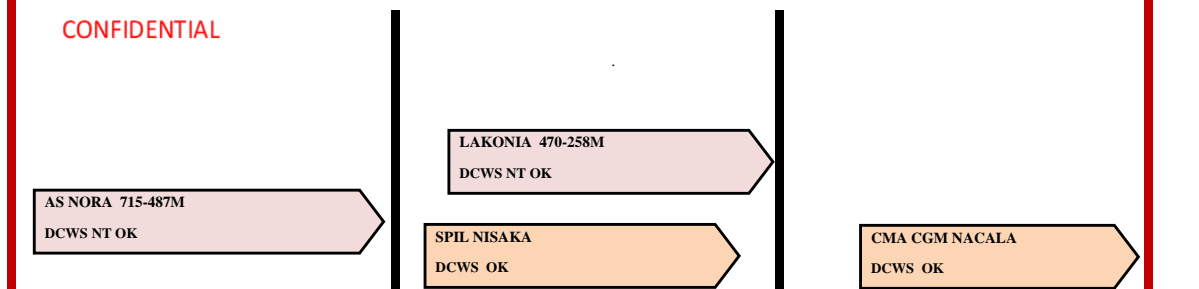 CONFIDENTIAL
LAKONIA 470-258M
DCWS NT OK
AS NORA 715-487M
DCWS NT OK
SPIL NISAKA
DCWS OK
CMA CGM NACALA
DCWS OK